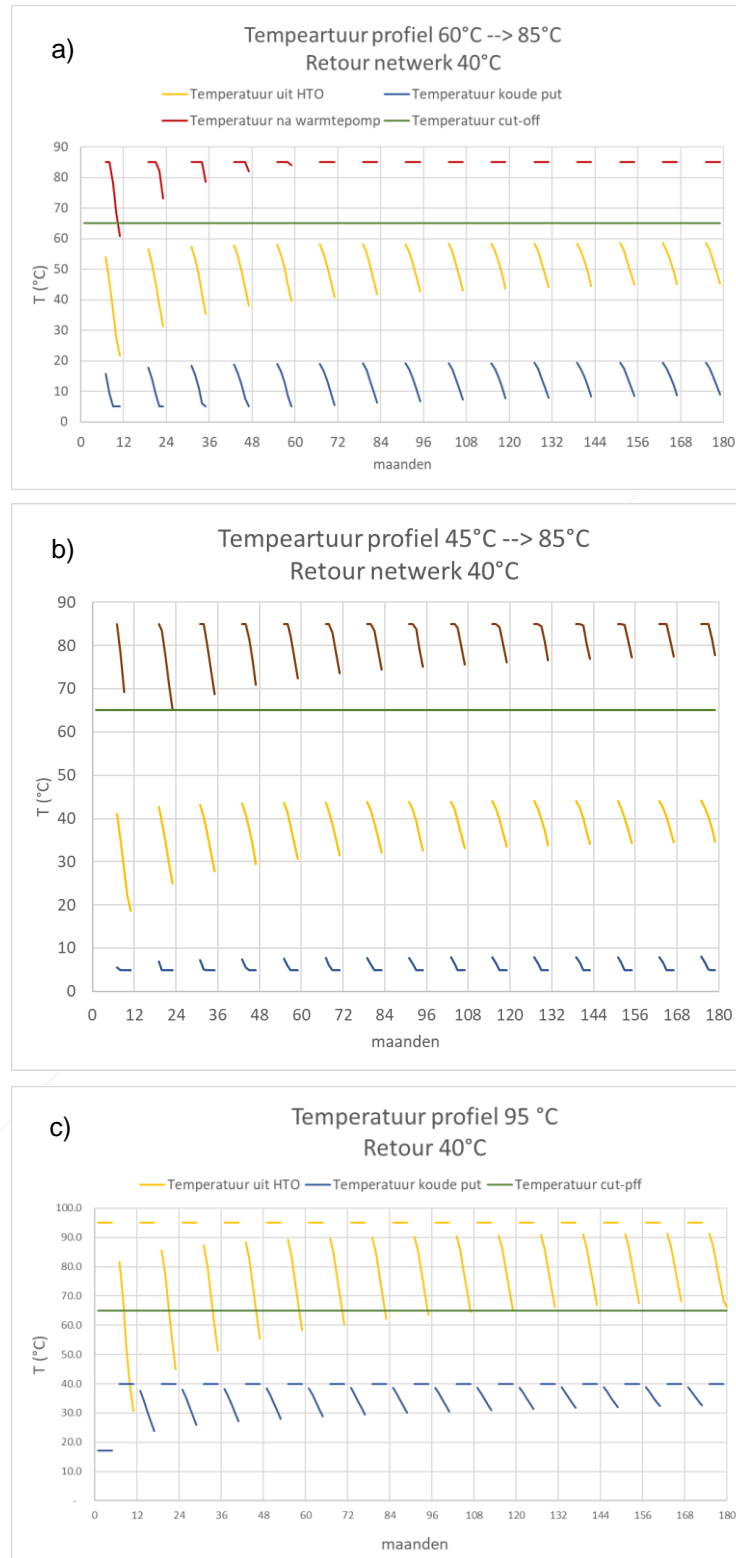 a)
Tempeartuur profiel 60°C --> 85°C
Retour netwerk 40°C
Temperatuur uit HTO Temperatuur koude put
Temperatuur na warmtepomp Temperatuur cut-off
90
80
70
60
50
40
30
20
10
0
T (°C)
0 12 24 36 48 60 72 84 96 108 120 132 144 156 168 180
maanden
b)
Tempeartuur profiel 45°C --> 85°C
Retour netwerk 40°C
90
80
70
60
50
40
30
20
10
0
T (°C)
0 12 24 36 48 60 72 84 96 108 120 132 144 156 168 180
maanden
c)
Temperatuur profiel 95 °C
Retour 40°C
Temperatuur uit HTO Temperatuur koude put Temperatuur cut-pff
100.0
90.0
80.0
70.0
60.0
50.0
40.0
30.0
20.0
10.0
-
T (°C)
0 12 24 36 48 60 72 84 96 108 120 132 144 156 168 180
maanden